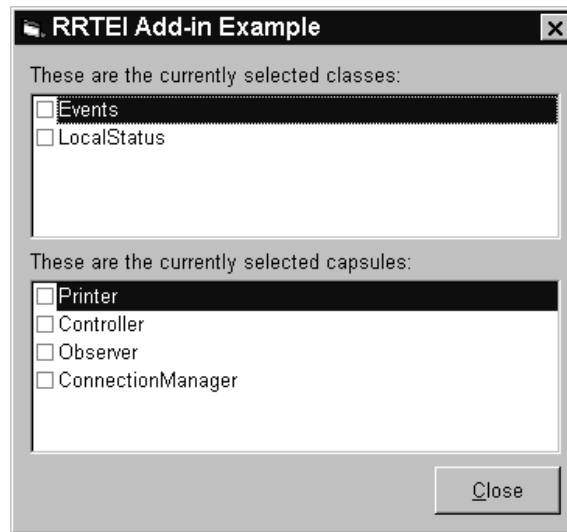 RRTEI Add-in Example
These are the currently selected classes:
Events
LocalStatus
These are the currently selected capsules:
Printer
Controller
Observer
ConnectionManager
Close